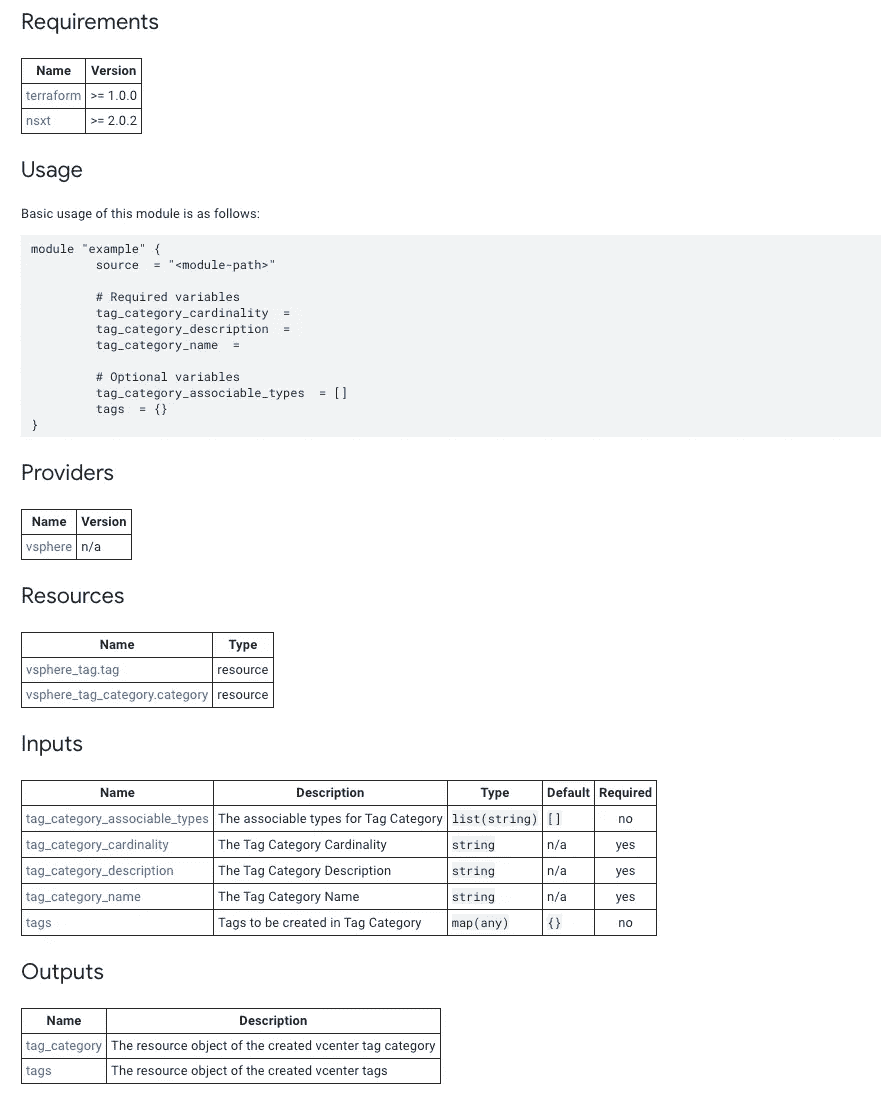 Requirements
Name Version
terraform >= 1.0.0
nsxt >= 2.0.2
Usage
Basic usage of this module is as follows:
module "example" {
source = "<module-path>"
# Required variables
tag_category_cardinality =
tag_category_description =
tag_category_name =
# Optional variables
tag_category_associable_types = []
tags = {}
}
Providers
Name Version
vsphere n/a
Resources
Name Type
vsphere_tag.tag resource
vsphere_tag_category.category resource
Inputs
Name Description Type Default Required
tag_category_associable_types The associable types for Tag Category list(string) [] no
tag_category_cardinality The Tag Category Cardinality string n/a yes
tag_category_description The Tag Category Description string n/a yes
tag_category_name The Tag Category Name string n/a yes
tags Tags to be created in Tag Category map(any) {} no
Outputs
Name Description
tag_category The resource object of the created vcenter tag category
tags The resource object of the created vcenter tags